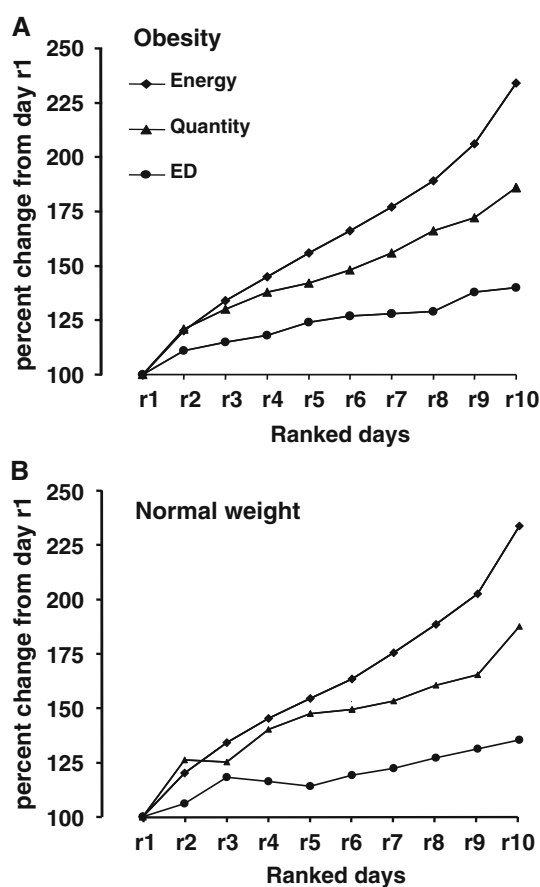 A
Obesity
percent change from day r1
250
225
200
175
150
125
100
Energy
Quantity
ED
r1 r2 r3 r4 r5 r6 r7 r8 r9 r10
Ranked days
B
Normal weight
percent change from day r1
250
225
200
175
150
125
100
r1 r2 r3 r4 r5 r6 r7 r8 r9 r10
Ranked days